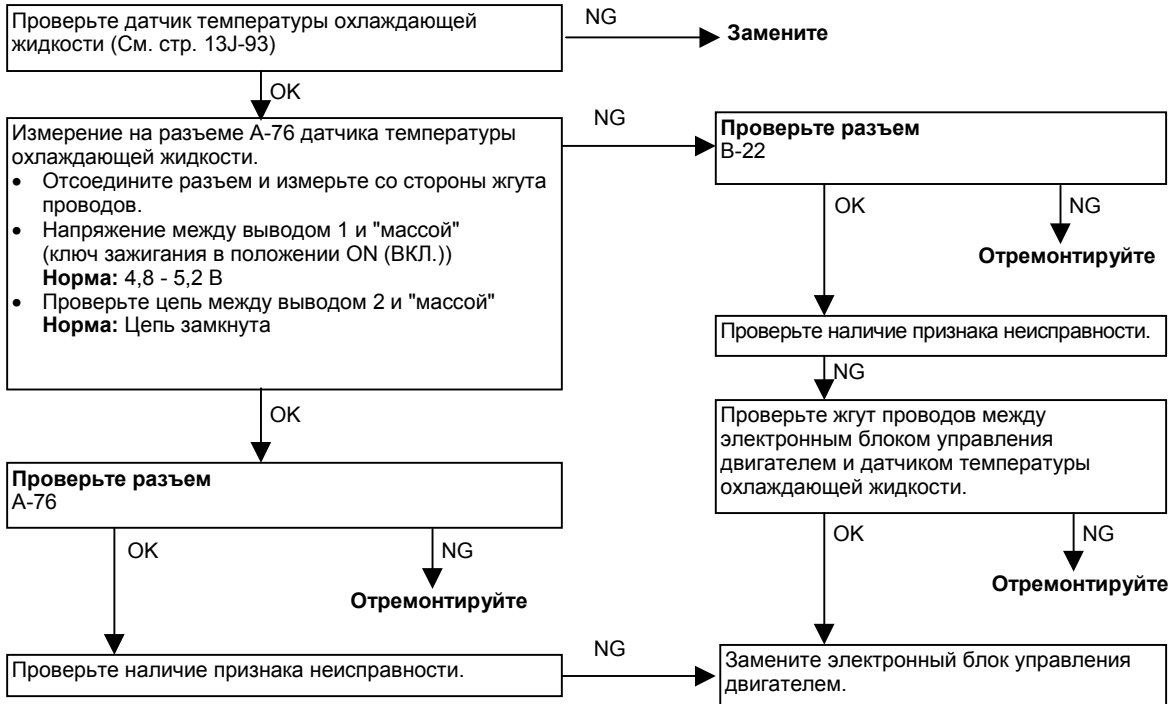 Проверьте датчик температуры охлаждающей
жидкости (См. стр. 13J-93)
NG
Замените
OK
Измерение на разъеме А-76 датчика температуры
охлаждающей жидкости.
• Отсоедините разъем и измерьте со стороны жгута
проводов.
• Напряжение между выводом 1 и "массой"
(ключ зажигания в положении ON (ВКЛ.))
Норма: 4,8 - 5,2 В
• Проверьте цепь между выводом 2 и "массой"
Норма: Цепь замкнута
NG
Проверьте разъем
В-22
OK
NG
Отремонтируйте
Проверьте наличие признака неисправности.
NG
Проверьте жгут проводов между
электронным блоком управления
двигателем и датчиком температуры
охлаждающей жидкости.
OK
NG
Отремонтируйте
OK
Проверьте разъем
А-76
OK
NG
Отремонтируйте
Проверьте наличие признака неисправности.
NG
Замените электронный блок управления
двигателем.